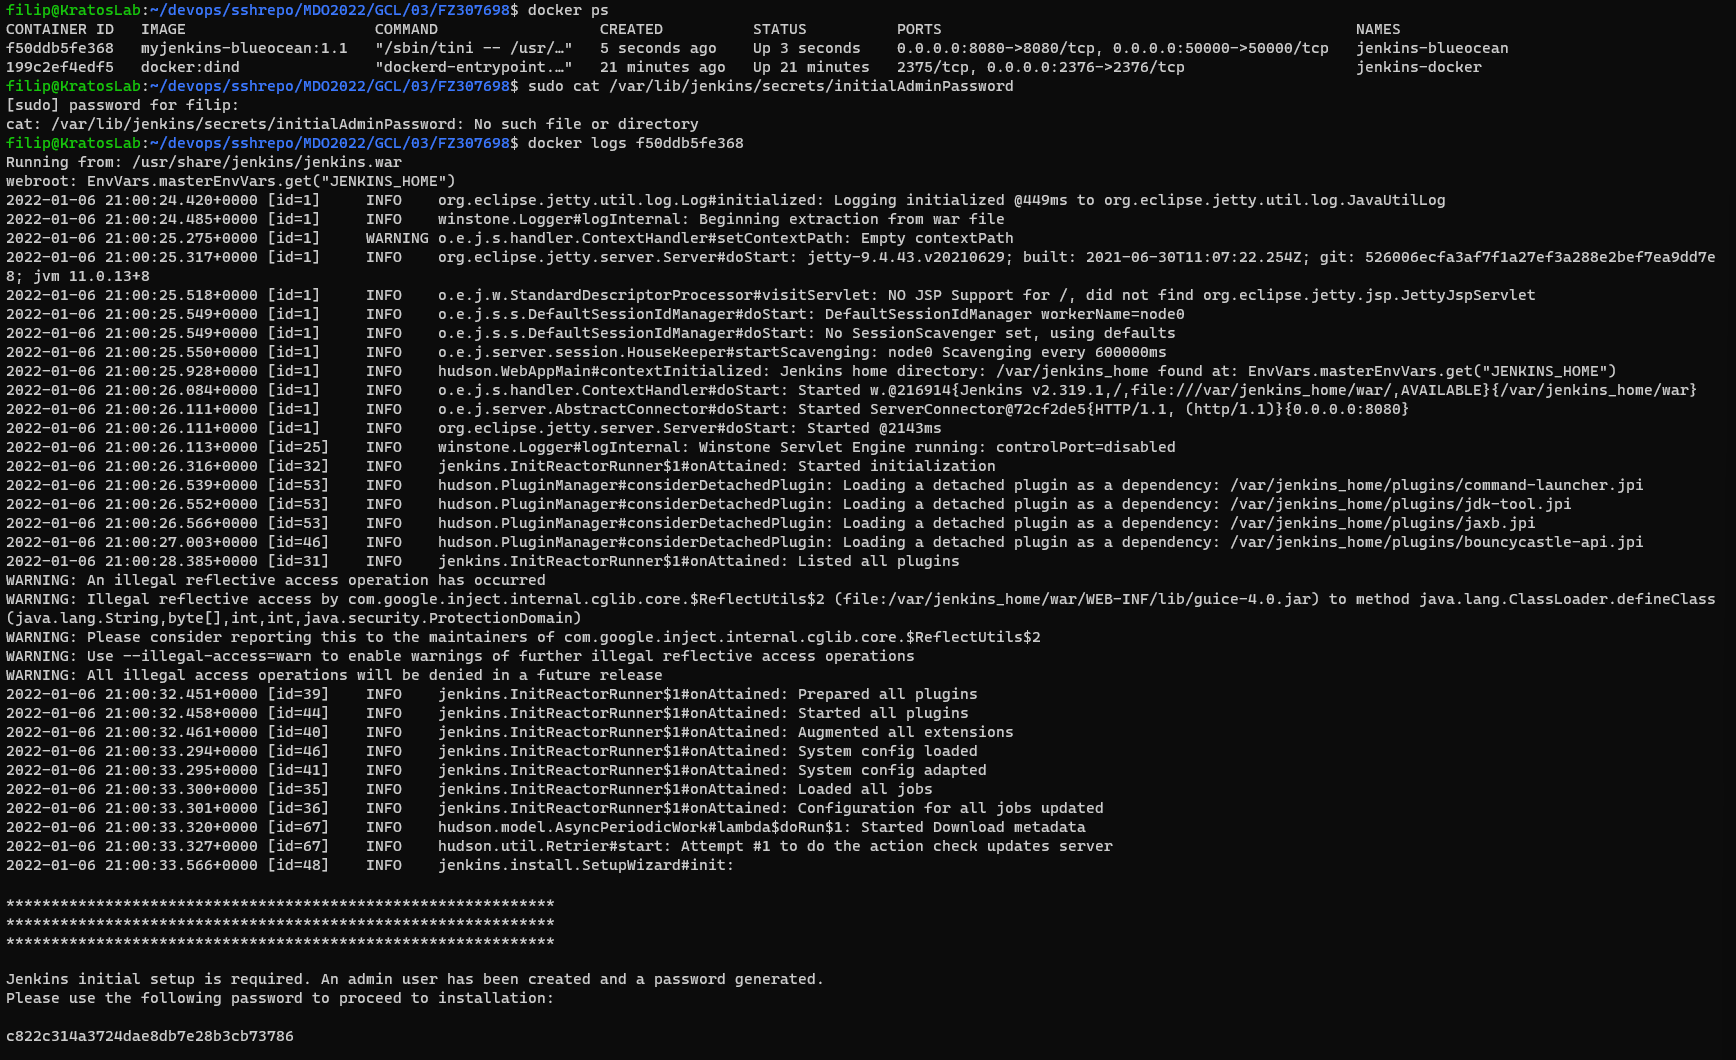 filip@KratosLab:~/devops/sshrepo/MDO2022/GCL/03/FZ307698$ docker ps
CONTAINER ID   IMAGE                     COMMAND                  CREATED          STATUS          PORTS                                              NAMES
f50ddb5fe368   myjenkins-blueocean:1.1   "/sbin/tini -- /usr/…"   5 seconds ago    Up 3 seconds    0.0.0.0:8080->8080/tcp, 0.0.0.0:50000->50000/tcp   jenkins-blueocean
199c2ef4edf5   docker:dind               "dockerd-entrypoint.…"   21 minutes ago   Up 21 minutes   2375/tcp, 0.0.0.0:2376->2376/tcp                   jenkins-docker
filip@KratosLab:~/devops/sshrepo/MDO2022/GCL/03/FZ307698$ sudo cat /var/lib/jenkins/secrets/initialAdminPassword
[sudo] password for filip:
cat: /var/lib/jenkins/secrets/initialAdminPassword: No such file or directory
filip@KratosLab:~/devops/sshrepo/MDO2022/GCL/03/FZ307698$ docker logs f50ddb5fe368
Running from: /usr/share/jenkins/jenkins.war
webroot: EnvVars.masterEnvVars.get("JENKINS_HOME")
2022-01-06 21:00:24.420+0000 [id=1]     INFO    org.eclipse.jetty.util.log.Log#initialized: Logging initialized @449ms to org.eclipse.jetty.util.log.JavaUtilLog
2022-01-06 21:00:24.485+0000 [id=1]     INFO    winstone.Logger#logInternal: Beginning extraction from war file
2022-01-06 21:00:25.275+0000 [id=1]     WARNING o.e.j.s.handler.ContextHandler#setContextPath: Empty contextPath
2022-01-06 21:00:25.317+0000 [id=1]     INFO    org.eclipse.jetty.server.Server#doStart: jetty-9.4.43.v20210629; built: 2021-06-30T11:07:22.254Z; git: 526006ecfa3af7f1a27ef3a288e2bef7ea9dd7e
8; jvm 11.0.13+8
2022-01-06 21:00:25.518+0000 [id=1]     INFO    o.e.j.w.StandardDescriptorProcessor#visitServlet: NO JSP Support for /, did not find org.eclipse.jetty.jsp.JettyJspServlet
2022-01-06 21:00:25.549+0000 [id=1]     INFO    o.e.j.s.s.DefaultSessionIdManager#doStart: DefaultSessionIdManager workerName=node0
2022-01-06 21:00:25.549+0000 [id=1]     INFO    o.e.j.s.s.DefaultSessionIdManager#doStart: No SessionScavenger set, using defaults
2022-01-06 21:00:25.550+0000 [id=1]     INFO    o.e.j.server.session.HouseKeeper#startScavenging: node0 Scavenging every 600000ms
2022-01-06 21:00:25.928+0000 [id=1]     INFO    hudson.WebAppMain#contextInitialized: Jenkins home directory: /var/jenkins_home found at: EnvVars.masterEnvVars.get("JENKINS_HOME")
2022-01-06 21:00:26.084+0000 [id=1]     INFO    o.e.j.s.handler.ContextHandler#doStart: Started w.@216914{Jenkins v2.319.1,/,file:///var/jenkins_home/war/,AVAILABLE}{/var/jenkins_home/war}
2022-01-06 21:00:26.111+0000 [id=1]     INFO    o.e.j.server.AbstractConnector#doStart: Started ServerConnector@72cf2de5{HTTP/1.1, (http/1.1)}{0.0.0.0:8080}
2022-01-06 21:00:26.111+0000 [id=1]     INFO    org.eclipse.jetty.server.Server#doStart: Started @2143ms
2022-01-06 21:00:26.113+0000 [id=25]    INFO    winstone.Logger#logInternal: Winstone Servlet Engine running: controlPort=disabled
2022-01-06 21:00:26.316+0000 [id=32]    INFO    jenkins.InitReactorRunner$1#onAttained: Started initialization
2022-01-06 21:00:26.539+0000 [id=53]    INFO    hudson.PluginManager#considerDetachedPlugin: Loading a detached plugin as a dependency: /var/jenkins_home/plugins/command-launcher.jpi
2022-01-06 21:00:26.552+0000 [id=53]    INFO    hudson.PluginManager#considerDetachedPlugin: Loading a detached plugin as a dependency: /var/jenkins_home/plugins/jdk-tool.jpi
2022-01-06 21:00:26.566+0000 [id=53]    INFO    hudson.PluginManager#considerDetachedPlugin: Loading a detached plugin as a dependency: /var/jenkins_home/plugins/jaxb.jpi
2022-01-06 21:00:27.003+0000 [id=46]    INFO    hudson.PluginManager#considerDetachedPlugin: Loading a detached plugin as a dependency: /var/jenkins_home/plugins/bouncycastle-api.jpi
2022-01-06 21:00:28.385+0000 [id=31]    INFO    jenkins.InitReactorRunner$1#onAttained: Listed all plugins
WARNING: An illegal reflective access operation has occurred
WARNING: Illegal reflective access by com.google.inject.internal.cglib.core.$ReflectUtils$2 (file:/var/jenkins_home/war/WEB-INF/lib/guice-4.0.jar) to method java.lang.ClassLoader.defineClass
(java.lang.String,byte[],int,int,java.security.ProtectionDomain)
WARNING: Please consider reporting this to the maintainers of com.google.inject.internal.cglib.core.$ReflectUtils$2
WARNING: Use --illegal-access=warn to enable warnings of further illegal reflective access operations
WARNING: All illegal access operations will be denied in a future release
2022-01-06 21:00:32.451+0000 [id=39]    INFO    jenkins.InitReactorRunner$1#onAttained: Prepared all plugins
2022-01-06 21:00:32.458+0000 [id=44]    INFO    jenkins.InitReactorRunner$1#onAttained: Started all plugins
2022-01-06 21:00:32.461+0000 [id=40]    INFO    jenkins.InitReactorRunner$1#onAttained: Augmented all extensions
2022-01-06 21:00:33.294+0000 [id=46]    INFO    jenkins.InitReactorRunner$1#onAttained: System config loaded
2022-01-06 21:00:33.295+0000 [id=41]    INFO    jenkins.InitReactorRunner$1#onAttained: System config adapted
2022-01-06 21:00:33.300+0000 [id=35]    INFO    jenkins.InitReactorRunner$1#onAttained: Loaded all jobs
2022-01-06 21:00:33.301+0000 [id=36]    INFO    jenkins.InitReactorRunner$1#onAttained: Configuration for all jobs updated
2022-01-06 21:00:33.320+0000 [id=67]    INFO    hudson.model.AsyncPeriodicWork#lambda$doRun$1: Started Download metadata
2022-01-06 21:00:33.327+0000 [id=67]    INFO    hudson.util.Retrier#start: Attempt #1 to do the action check updates server
2022-01-06 21:00:33.566+0000 [id=48]    INFO    jenkins.install.SetupWizard#init:

*************************************************************
*************************************************************
*************************************************************

Jenkins initial setup is required. An admin user has been created and a password generated.
Please use the following password to proceed to installation:

c822c314a3724dae8db7e28b3cb73786